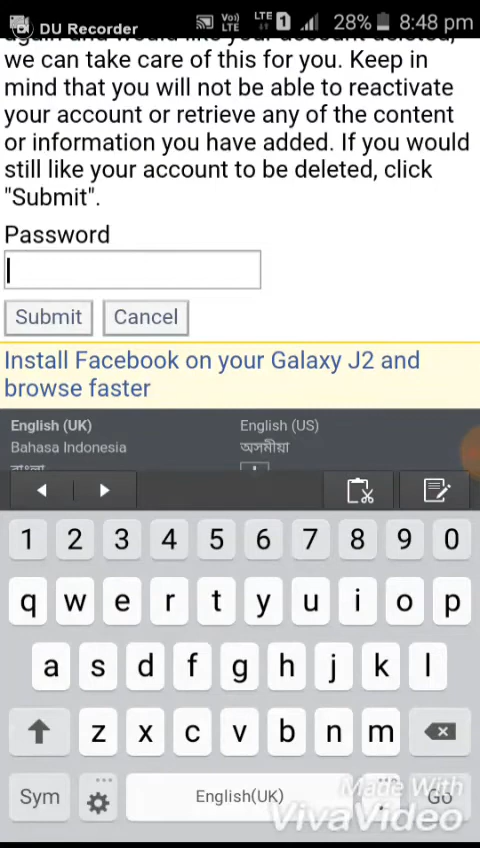 DU Recorder Vo) LTE LTE 1 28% 8:48 pm
we can take care of this for you. Keep in
mind that you will not be able to reactivate
your account or retrieve any of the content
or information you have added. If you would
still like your account to be deleted, click
"Submit".
Password
Submit Cancel
Install Facebook on your Galaxy J2 and
browse faster
English (UK) English (US)
Bahasa Indonesia অসমীয়া
বাংলা
1 2 3 4 5 6 7 8 9 0
q w e r t y u i o p
a s d f g h j k l
z x c v b n m
Sym English(UK) Go
Made With
VivaVideo